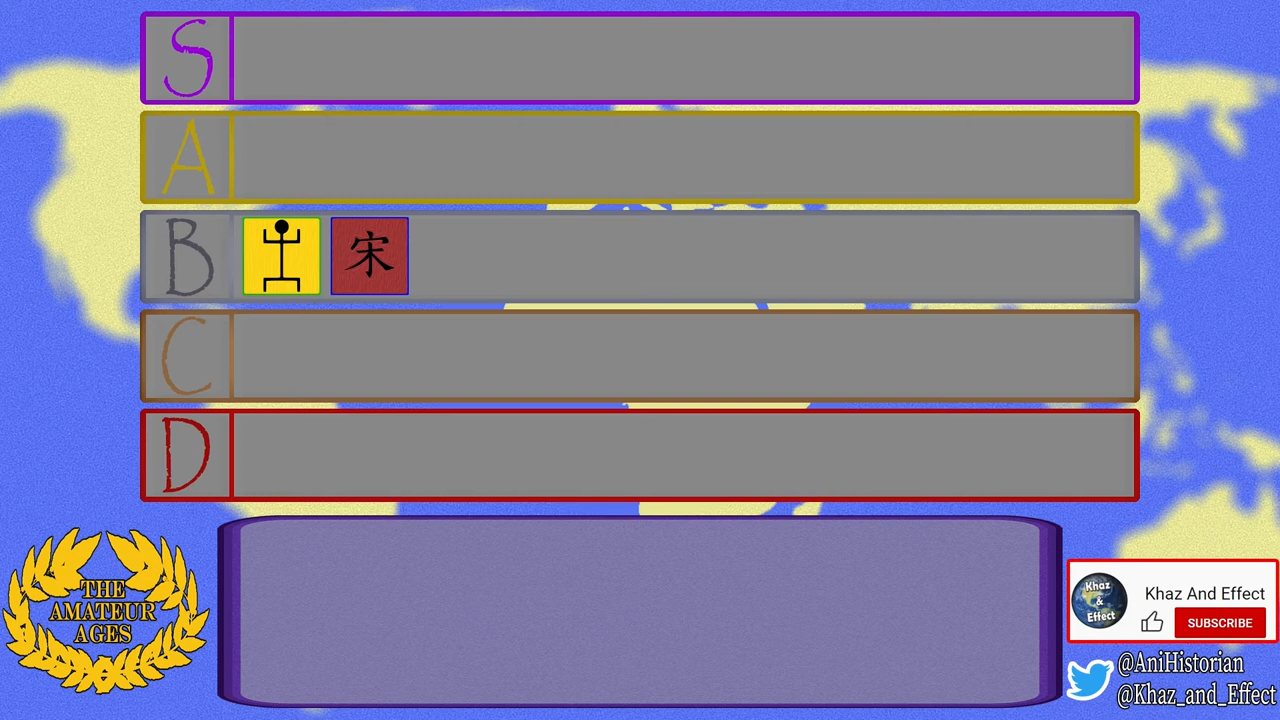 S
A
B
宋
C
D
THE
AMATEUR
AGES
Khaz
&
Effect
Khaz And Effect
SUBSCRIBE
@AniHistorian
@Khaz_and_Effect